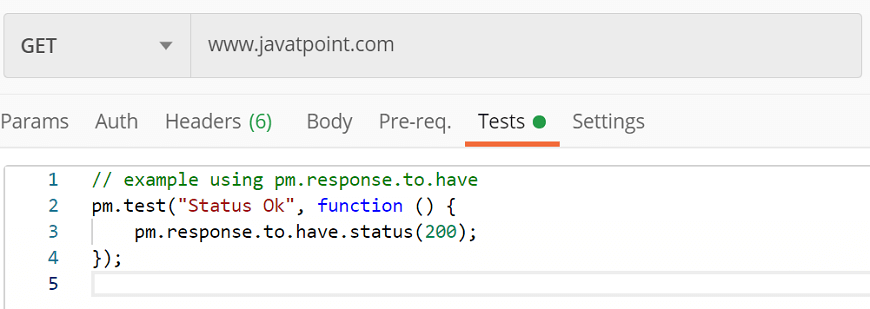 GET www.javatpoint.com
Params Auth Headers (6) Body Pre-req. Tests Settings
1 // example using pm.response.to.have
2 pm.test("Status Ok", function () {
3     pm.response.to.have.status(200);
4 });
5